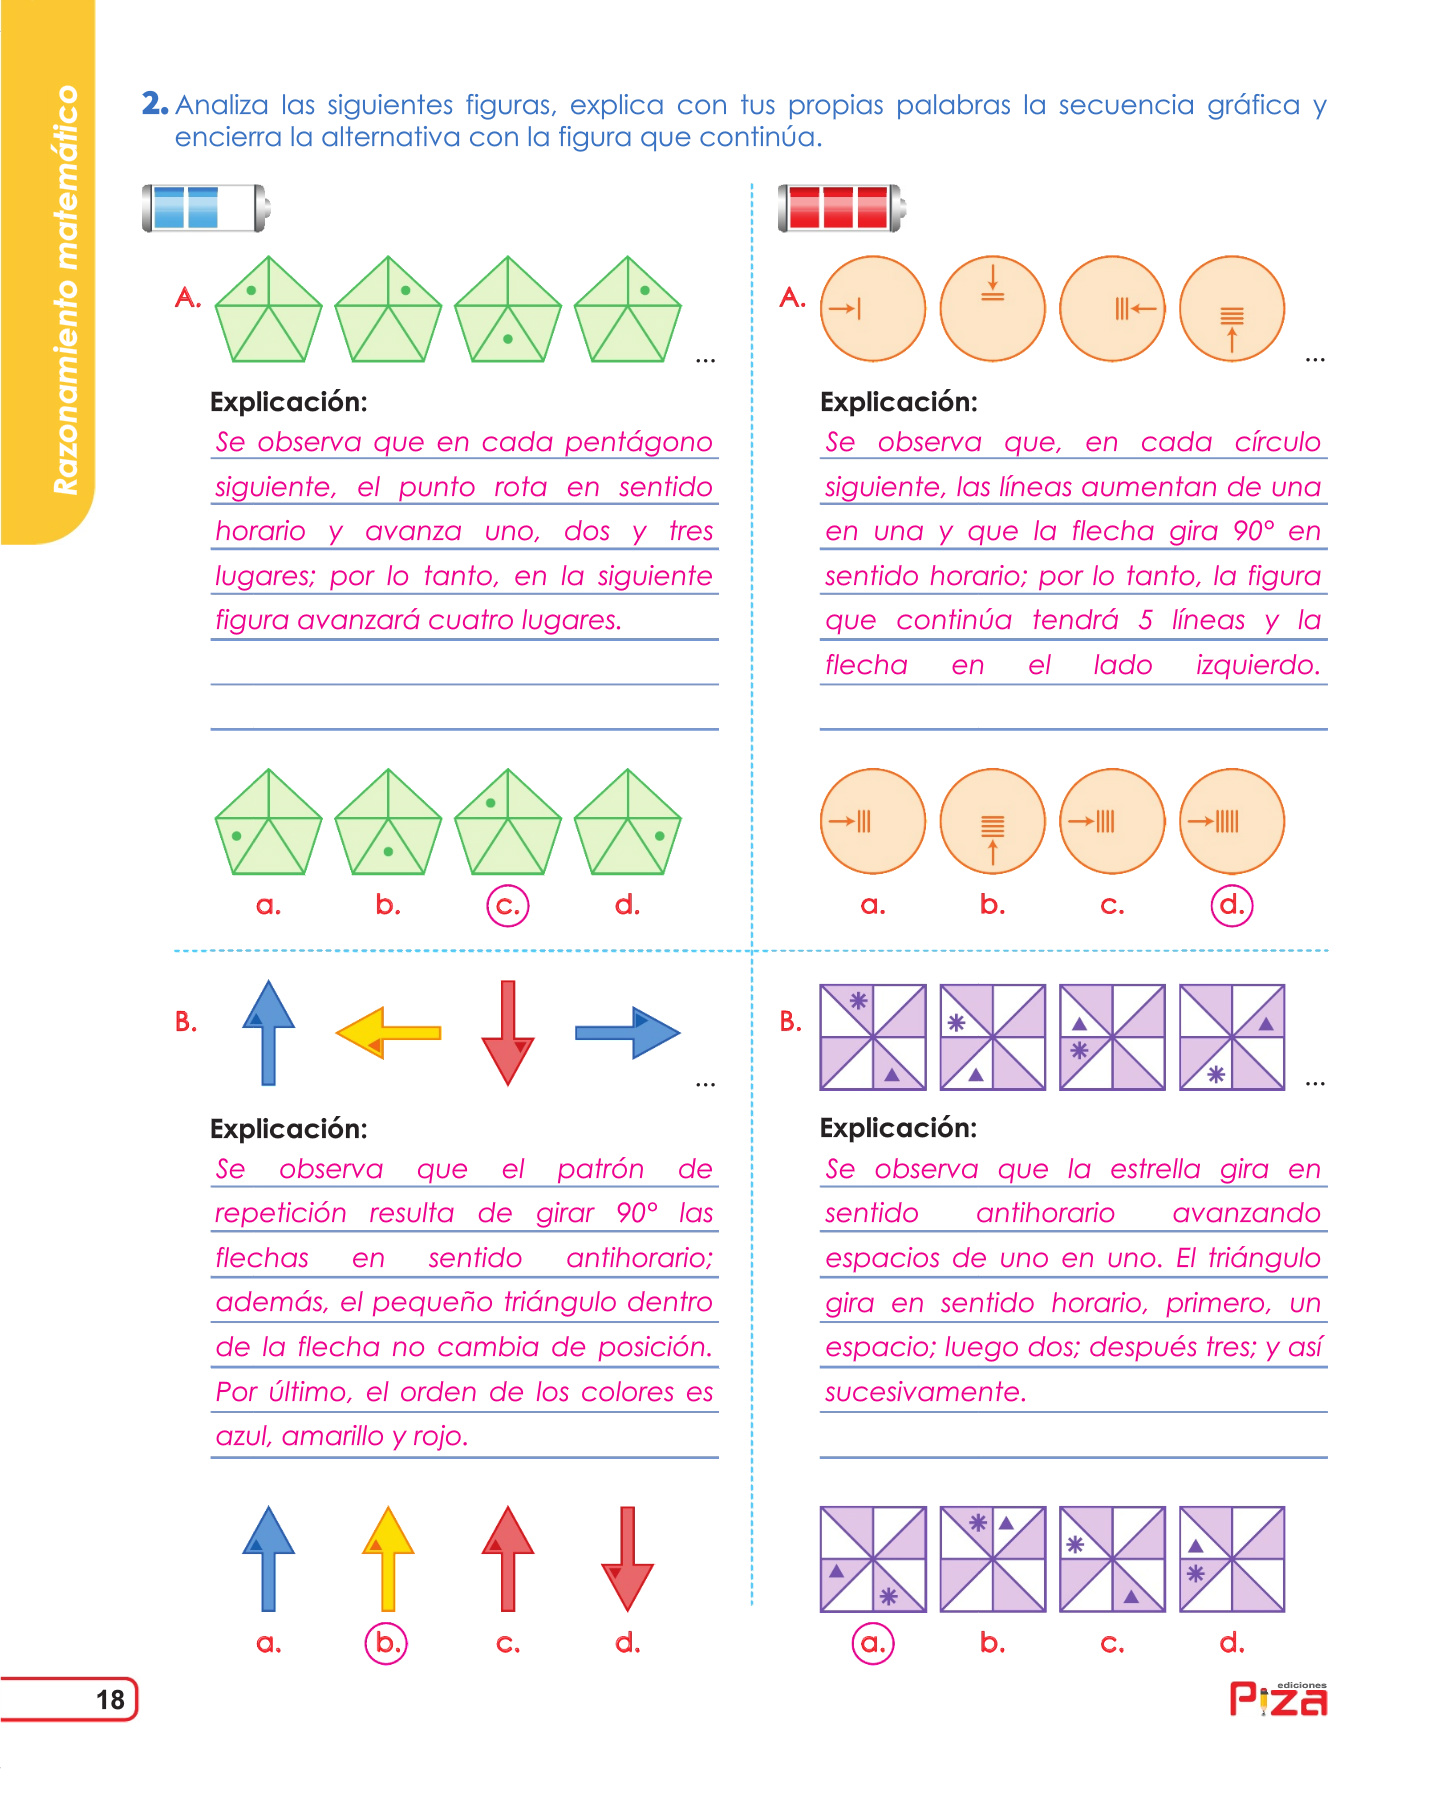 Razonamiento matemático
2. Analiza las siguientes figuras, explica con tus propias palabras la secuencia gráfica y
encierra la alternativa con la figura que continúa.
A.
...
Explicación:
Se observa que en cada pentágono
siguiente, el punto rota en sentido
horario y avanza uno, dos y tres
lugares; por lo tanto, en la siguiente
figura avanzará cuatro lugares.
a. b. c. d.
A.
...
Explicación:
Se observa que, en cada círculo
siguiente, las líneas aumentan de una
en una y que la flecha gira 90° en
sentido horario; por lo tanto, la figura
que continúa tendrá 5 líneas y la
flecha en el lado izquierdo.
a. b. c. d.
B.
...
Explicación:
Se observa que el patrón de
repetición resulta de girar 90° las
flechas en sentido antihorario;
además, el pequeño triángulo dentro
de la flecha no cambia de posición.
Por último, el orden de los colores es
azul, amarillo y rojo.
a. b. c. d.
B.
...
Explicación:
Se observa que la estrella gira en
sentido antihorario avanzando
espacios de uno en uno. El triángulo
gira en sentido horario, primero, un
espacio; luego dos; después tres; y así
sucesivamente.
a. b. c. d.
18
ediciones
Piza